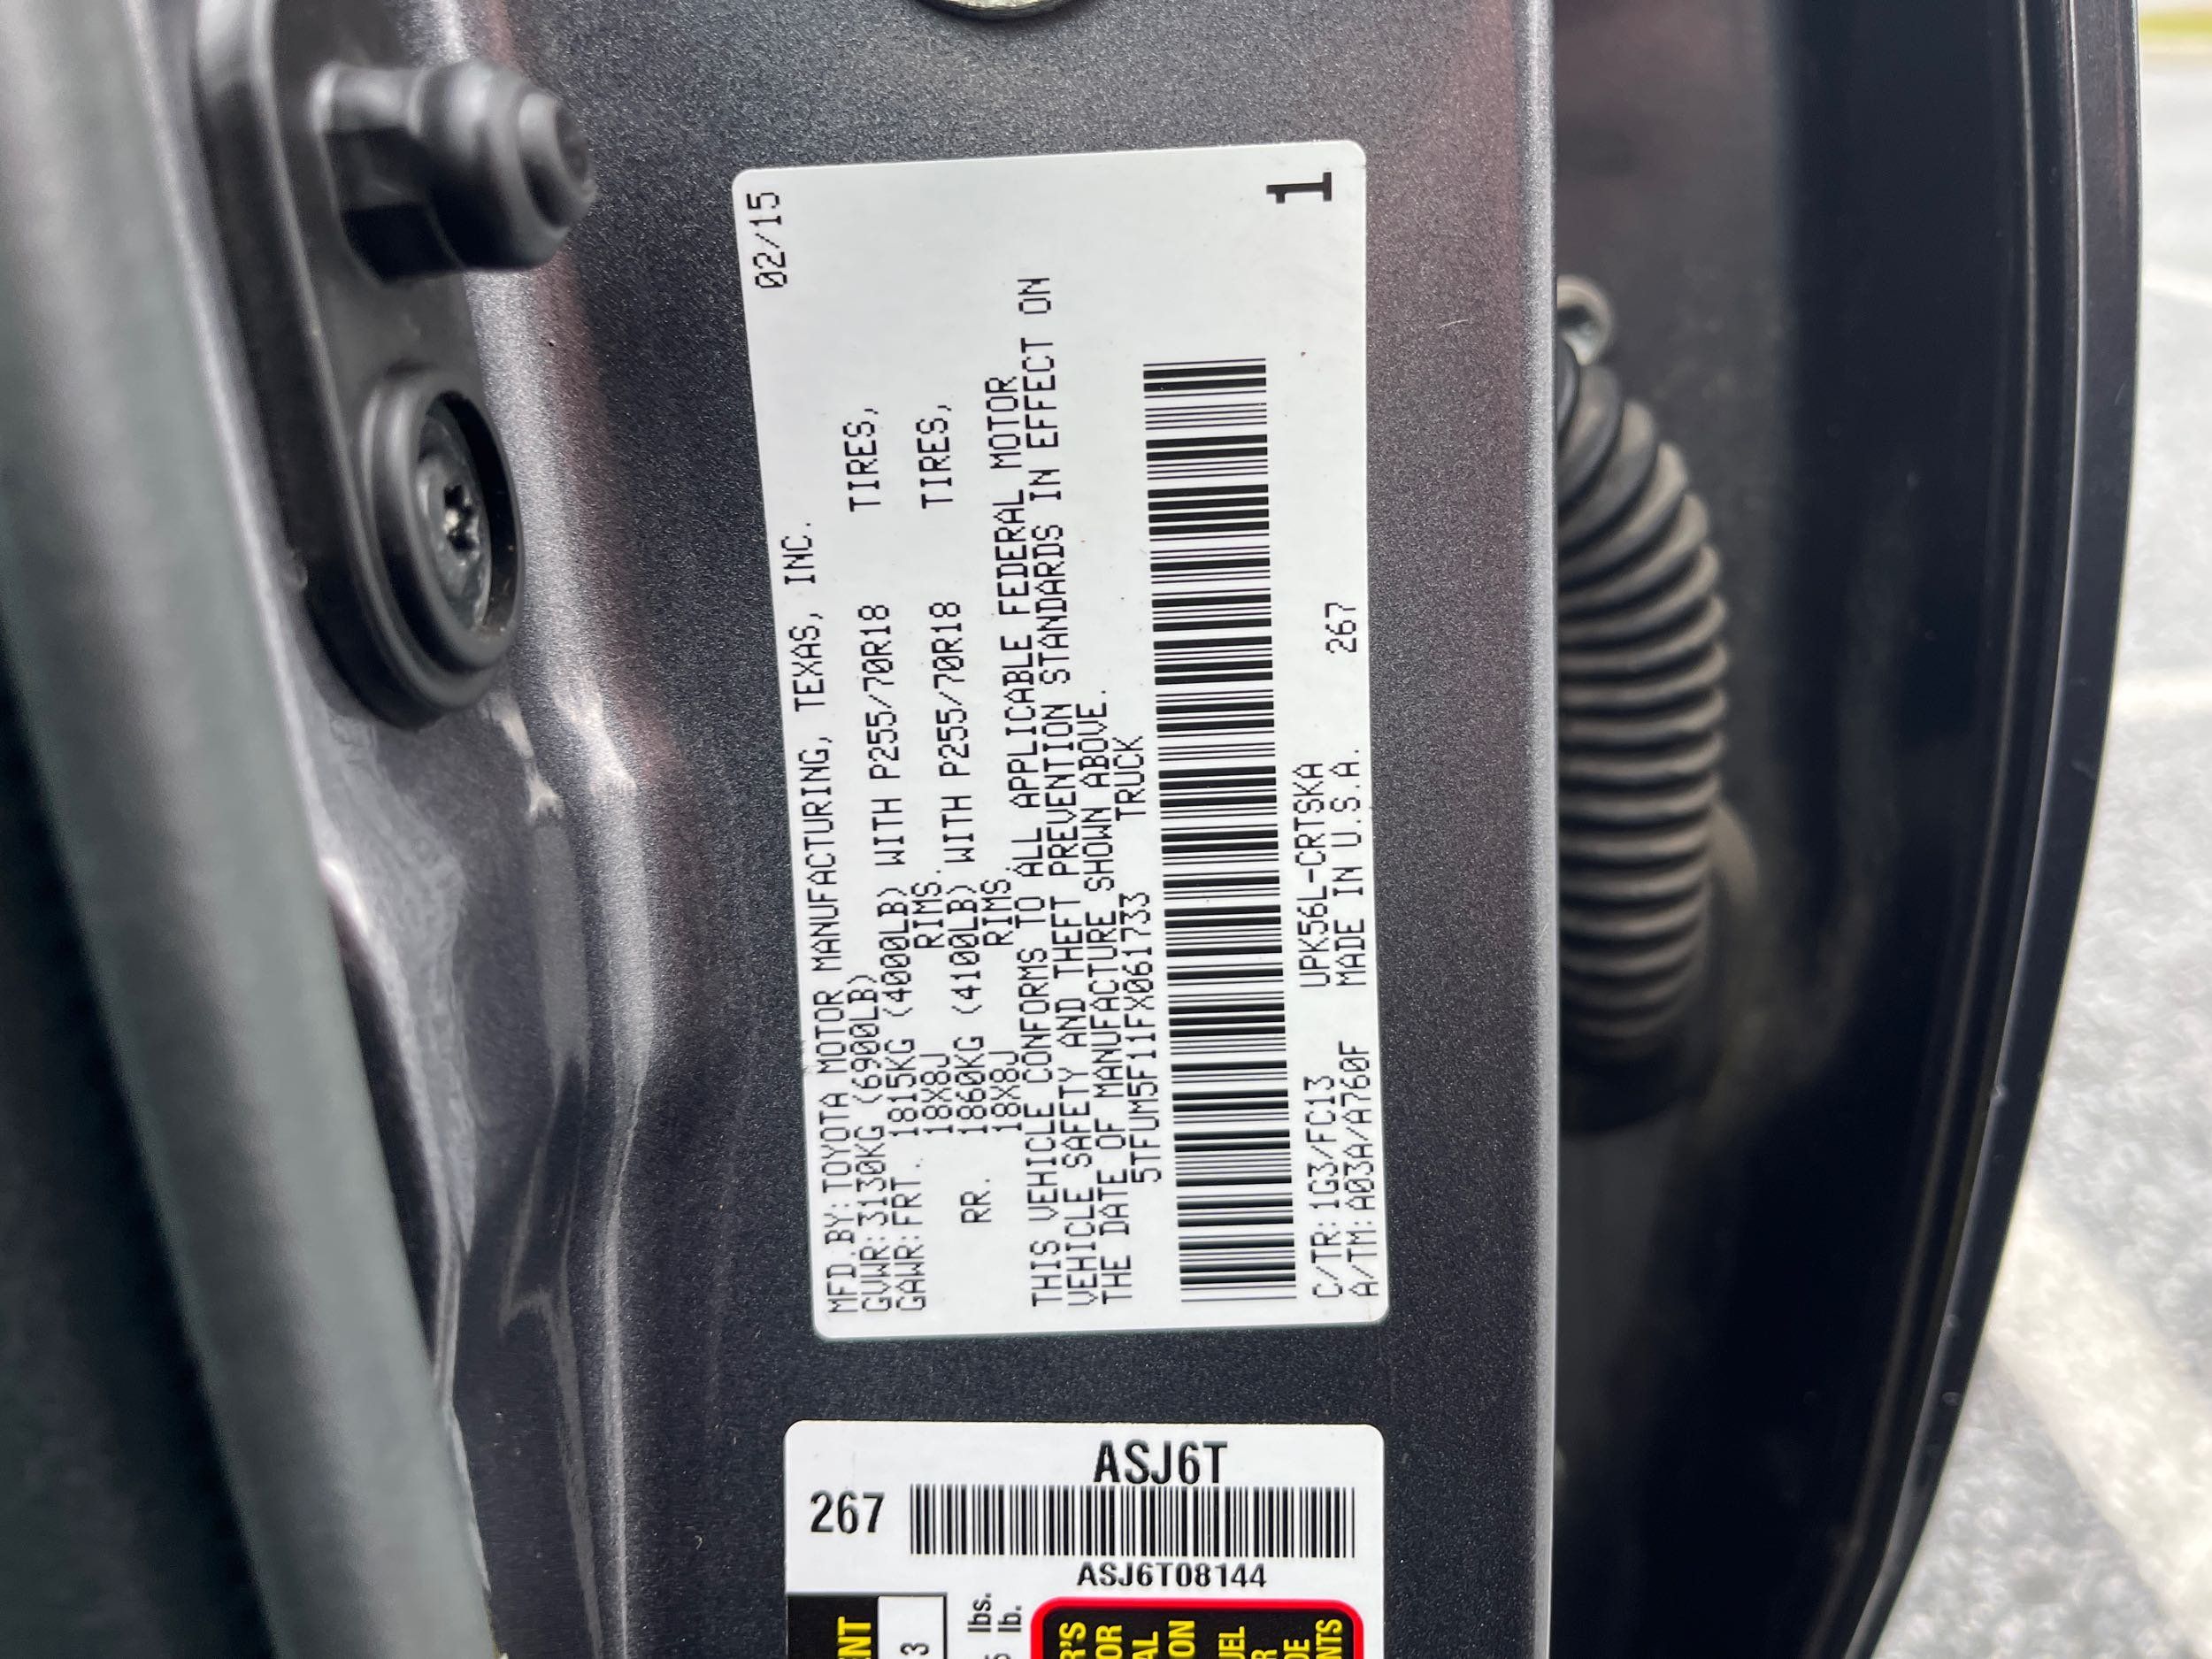 02/15
MFD.BY:TOYOTA MOTOR MANUFACTURING, TEXAS, INC.
GVWR:3130KG (6900LB)
GAWR:FRT. 1815KG (4000LB) WITH P255/70R18 TIRES,
18X8J RIMS.
RR. 1860KG (4100LB) WITH P255/70R18 TIRES,
18X8J RIMS.
THIS VEHICLE CONFORMS TO ALL APPLICABLE FEDERAL MOTOR
VEHICLE SAFETY AND THEFT PREVENTION STANDARDS IN EFFECT ON
THE DATE OF MANUFACTURE SHOWN ABOVE.
5TFUM5F11FX061733 TRUCK
C/TR:1G3/FC13 UPK56L-CRTSKA
A/TM:A03A/A760F MADE IN U.S.A. 267
1
ASJ6T
267
ASJ6T08144
3
lbs.
lb.